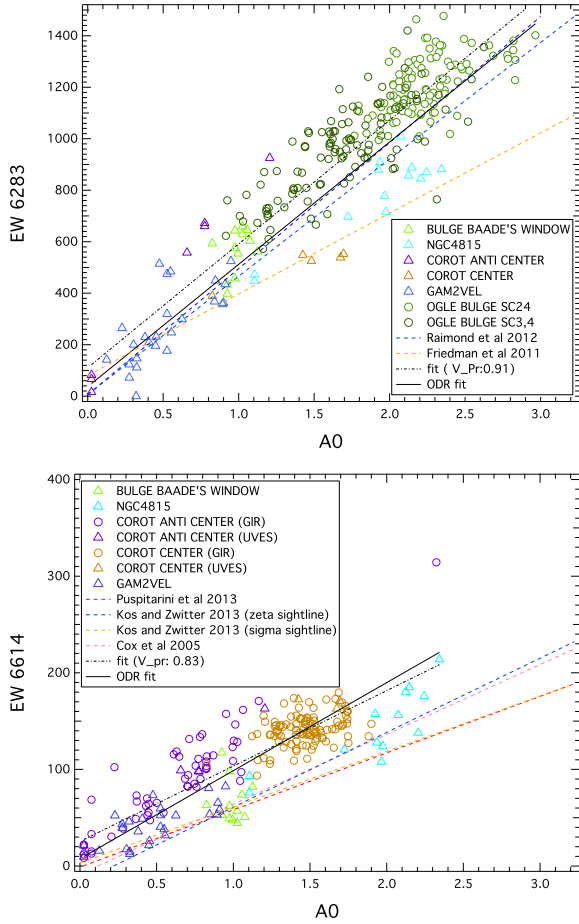 1400
1200
1000
800
600
400
200
0
EW 6283
0.0
0.5
1.0
1.5
2.0
2.5
3.0
A0
BULGE BAADE'S WINDOW
NGC4815
COROT ANTI CENTER
COROT CENTER
GAM2VEL
OGLE BULGE SC24
OGLE BULGE SC3,4
Raimond et al 2012
Friedman et al 2011
fit ( V_Pr:0.91)
ODR fit
400
300
200
100
0
EW 6614
0.0
0.5
1.0
1.5
2.0
2.5
3.0
A0
BULGE BAADE'S WINDOW
NGC4815
COROT ANTI CENTER (GIR)
COROT ANTI CENTER (UVES)
COROT CENTER (GIR)
COROT CENTER (UVES)
GAM2VEL
Puspitarini et al 2013
Kos and Zwitter 2013 (zeta sightline)
Kos and Zwitter 2013 (sigma sightline)
Cox et al 2005
fit (V_pr: 0.83)
ODR fit